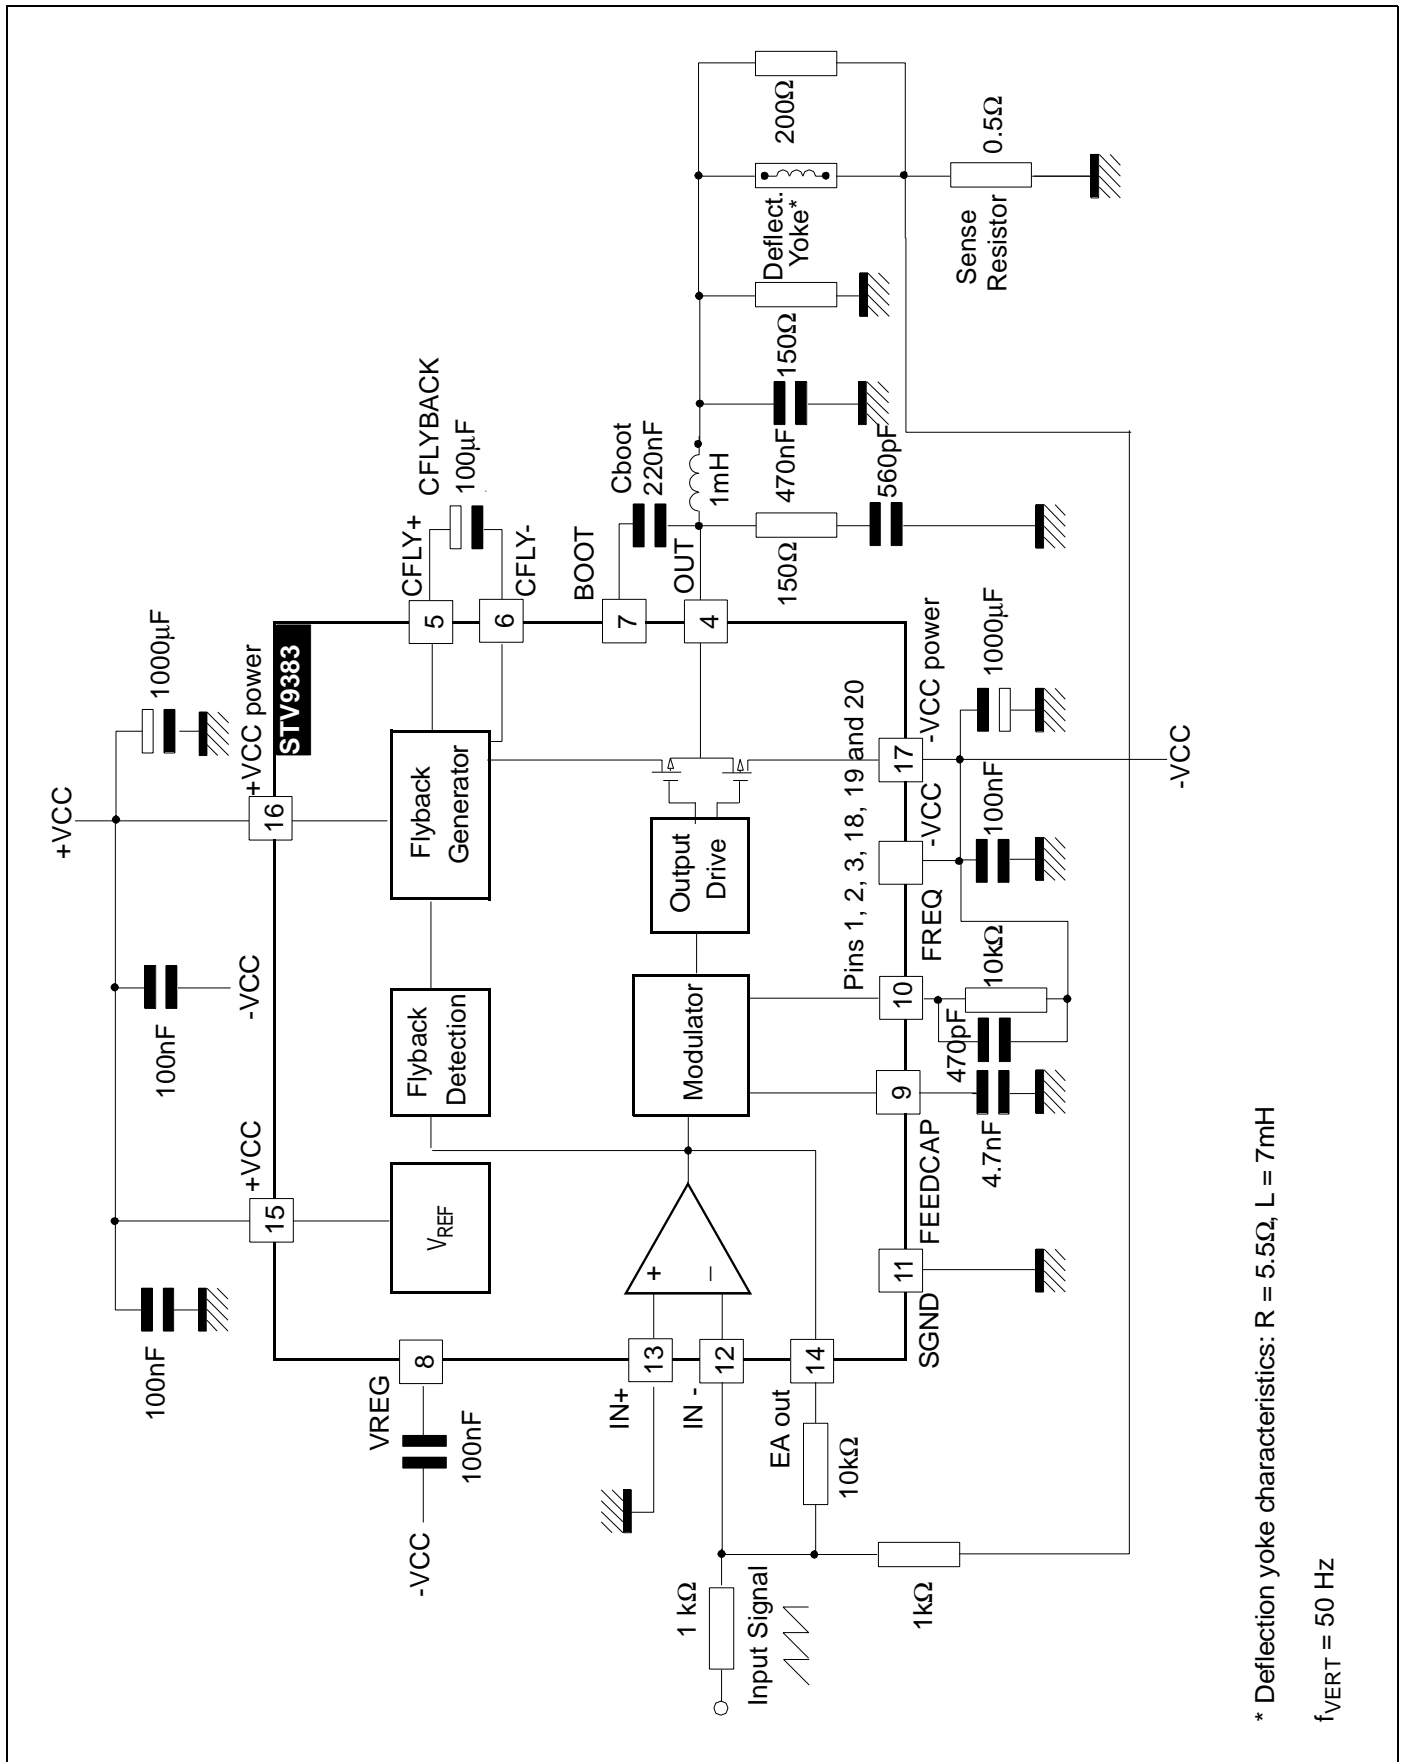 +VCC
1000µF
+VCC power
16
STV9383
100nF
-VCC
+VCC
15
100nF
CFLYBACK
100µF
CFLY+
5
CFLY-
6
Flyback
Generator
Flyback
Detection
VREF
VREG
8
100nF
-VCC
BOOT
7
Cboot
220nF
OUT
4
1mH
150Ω
560pF
470nF
150Ω
Deflect.
Yoke*
200Ω
Sense
Resistor
0.5Ω
Output
Drive
Modulator
+
–
IN+
13
IN -
12
EA out
14
10kΩ
1 kΩ
Input Signal
1kΩ
SGND
11
FEEDCAP
9
4.7nF
FREQ
10
470pF
10kΩ
Pins 1, 2, 3, 18, 19 and 20
-VCC
100nF
17
-VCC power
1000µF
-VCC
* Deflection yoke characteristics: R = 5.5Ω, L = 7mH
fVERT = 50 Hz